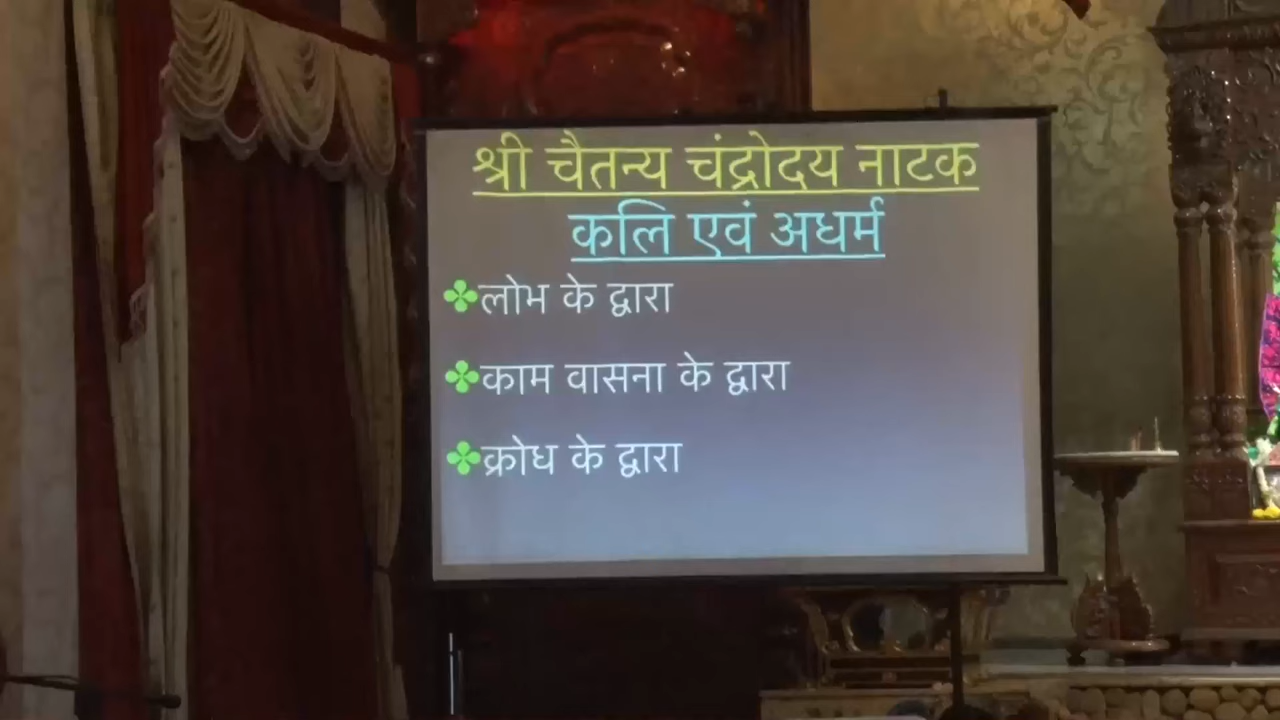 श्री चैतन्य चंद्रोदय नाटक
कलि एवं अधर्म
लोभ के द्वारा
काम वासना के द्वारा
क्रोध के द्वारा